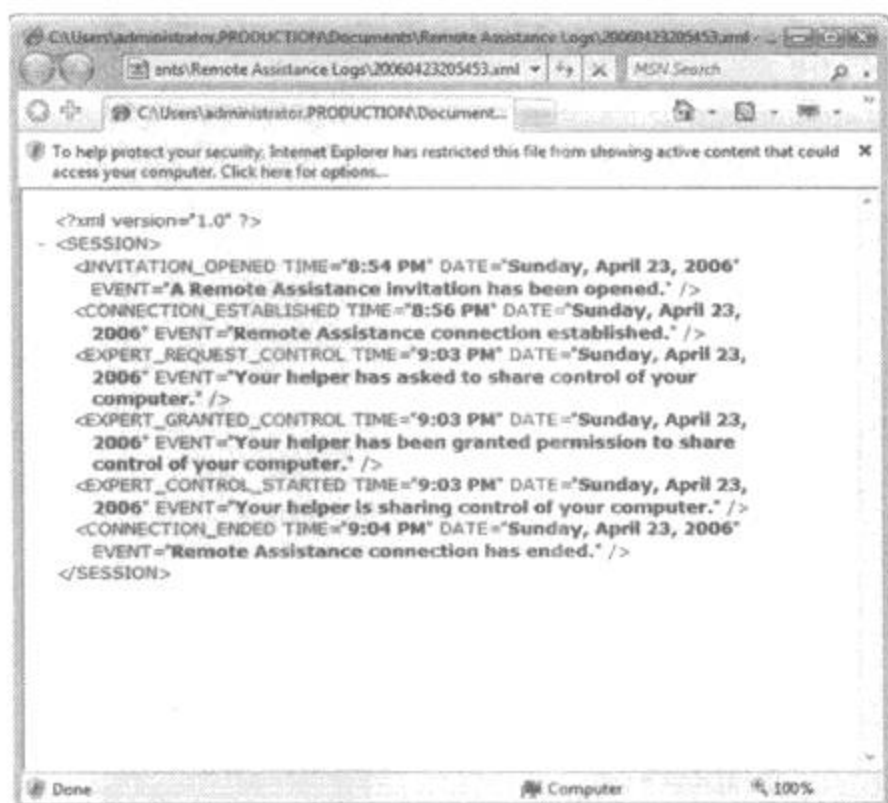 C:\Users\administrator.PRODUCTION\Documents\Remote Assistance Logs\20060423205453.xml - 
ents\Remote Assistance Logs\20060423205453.xml MSN Search
C:\Users\administrator.PRODUCTION\Document...
To help protect your security, Internet Explorer has restricted this file from showing active content that could
access your computer. Click here for options...
<?xml version="1.0" ?>
- <SESSION>
<INVITATION_OPENED TIME="8:54 PM" DATE="Sunday, April 23, 2006"
EVENT="A Remote Assistance invitation has been opened." />
<CONNECTION_ESTABLISHED TIME="8:56 PM" DATE="Sunday, April 23,
2006" EVENT="Remote Assistance connection established." />
<EXPERT_REQUEST_CONTROL TIME="9:03 PM" DATE="Sunday, April 23,
2006" EVENT="Your helper has asked to share control of your
computer." />
<EXPERT_GRANTED_CONTROL TIME="9:03 PM" DATE="Sunday, April 23,
2006" EVENT="Your helper has been granted permission to share
control of your computer." />
<EXPERT_CONTROL_STARTED TIME="9:03 PM" DATE="Sunday, April 23,
2006" EVENT="Your helper is sharing control of your computer." />
<CONNECTION_ENDED TIME="9:04 PM" DATE="Sunday, April 23, 2006"
EVENT="Remote Assistance connection has ended." />
</SESSION>
Done Computer 100%